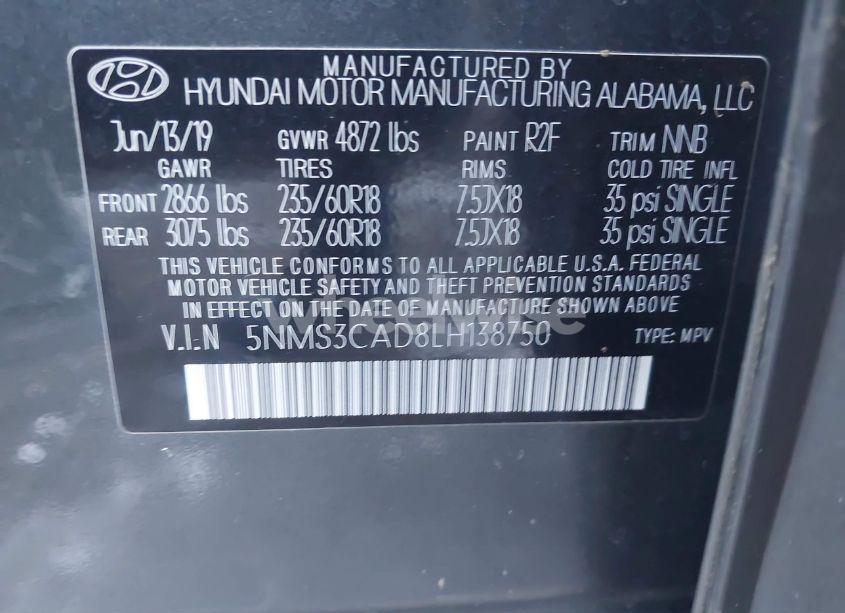 MANUFACTURED BY
HYUNDAI MOTOR MANUFACTURING ALABAMA, LLC
Jun/13/19 GVWR 4872 lbs PAINT R2F TRIM NNB
GAWR TIRES RIMS COLD TIRE INFL
FRONT 2866 lbs 235/60R18 7.5JX18 35 psi SINGLE
REAR 3075 lbs 235/60R18 7.5JX18 35 psi SINGLE
THIS VEHICLE CONFORMS TO ALL APPLICABLE U.S.A. FEDERAL
MOTOR VEHICLE SAFETY AND THEFT PREVENTION STANDARDS
IN EFFECT ON THE DATE OF MANUFACTURE SHOWN ABOVE
V.I.N 5NMS3CAD8LH138750 TYPE: MPV